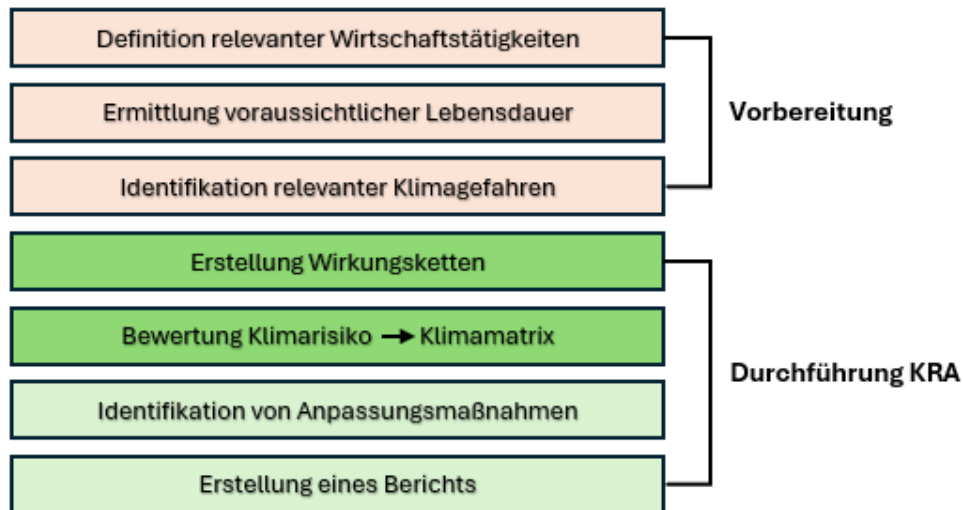 Definition relevanter Wirtschaftstätigkeiten
Ermittlung voraussichtlicher Lebensdauer
Vorbereitung
Identifikation relevanter Klimagefahren
Erstellung Wirkungsketten
Bewertung Klimarisiko → Klimamatrix
Durchführung KRA
Identifikation von Anpassungsmaßnahmen
Erstellung eines Berichts